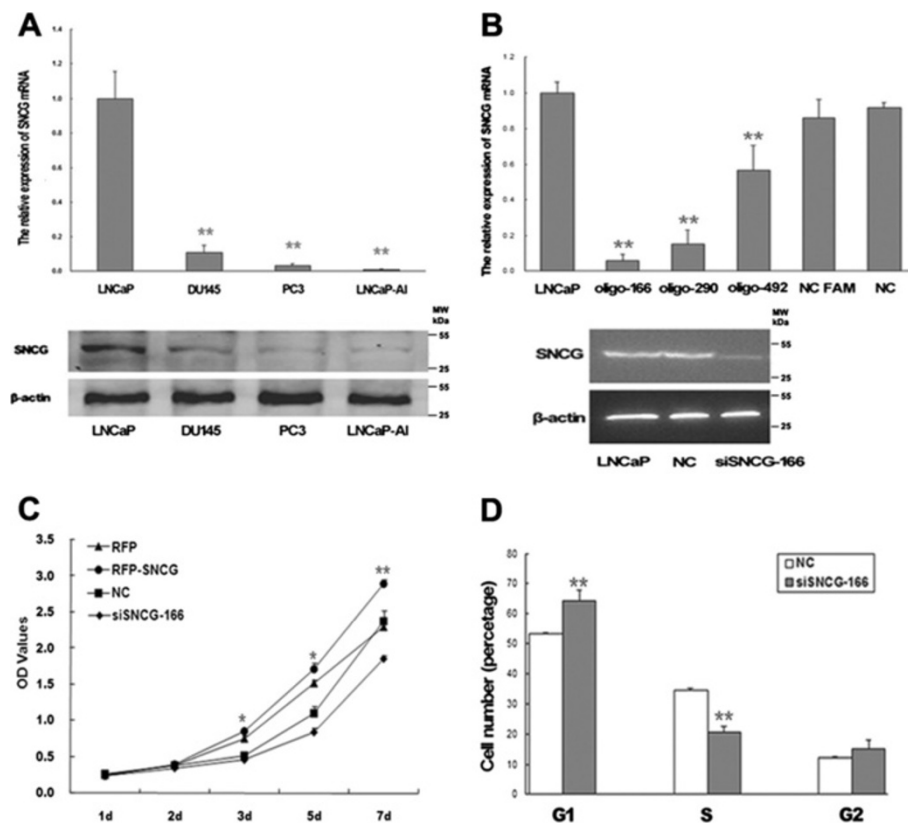 A
The relative expression of SNCG mRNA
1.4
1.2
1.0
0.8
0.6
0.4
0.2
0.0
**
**
**
LNCaP DU145 PC3 LNCaP-AI
MW
kDa
SNCG
55
25
β-actin
55
25
LNCaP DU145 PC3 LNCaP-AI
B
The relative expression of SNCG mRNA
1.2
1.0
0.8
0.6
0.4
0.2
0.0
**
**
**
LNCaP oligo-166 oligo-290 oligo-492 NC FAM NC
MW
kDa
SNCG
55
25
β-actin
55
25
LNCaP NC siSNCG-166
C
OD Values
3.5
3.0
2.5
2.0
1.5
1.0
0.5
0.0
RFP
RFP-SNCG
NC
siSNCG-166
*
*
**
1d 2d 3d 5d 7d
D
Cell number (percetage)
80
70
60
50
40
30
20
10
0
NC
siSNCG-166
**
**
G1 S G2